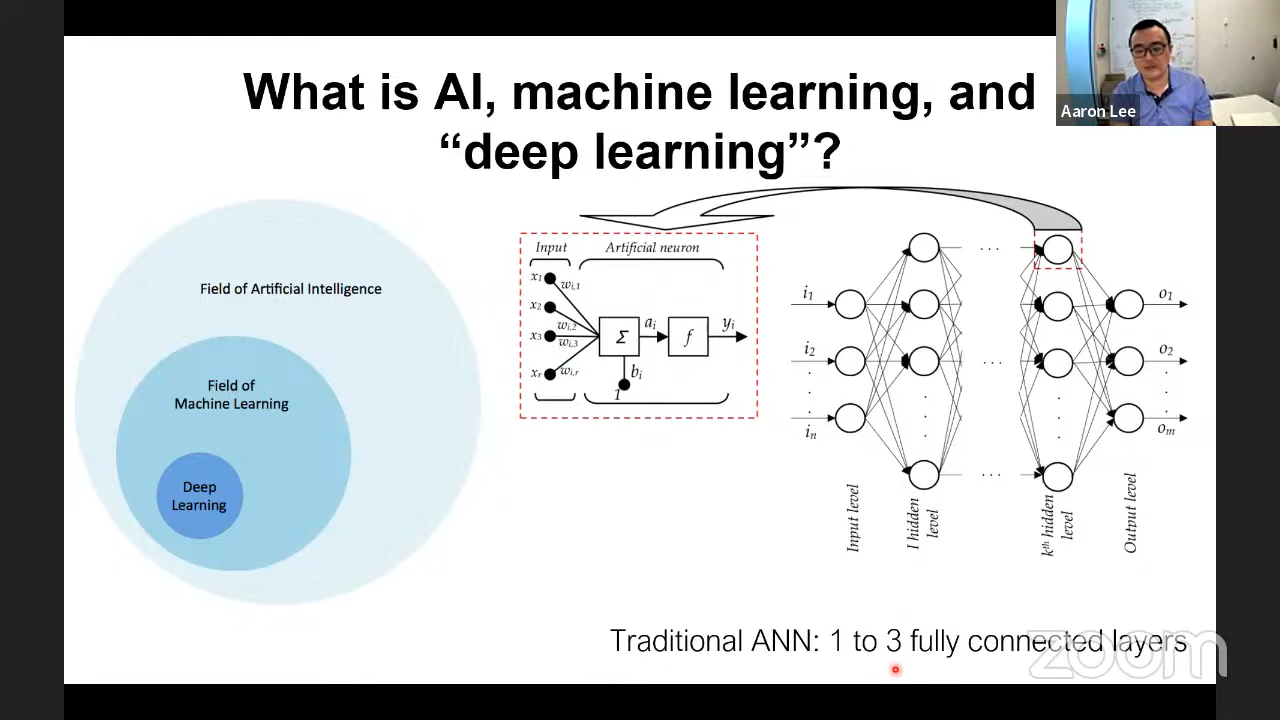 What is AI, machine learning, and
“deep learning”?
Aaron Lee
Field of Artificial Intelligence
Field of
Machine Learning
Deep
Learning
Input
Artificial neuron
x1
x2
x3
xr
wi,1
wi,2
wi,3
wi,r
Σ
ai
f
yi
bi
1
i1
i2
in
o1
o2
om
Input level
I hidden
level
kth hidden
level
Output level
Traditional ANN: 1 to 3 fully connected layers
zoom